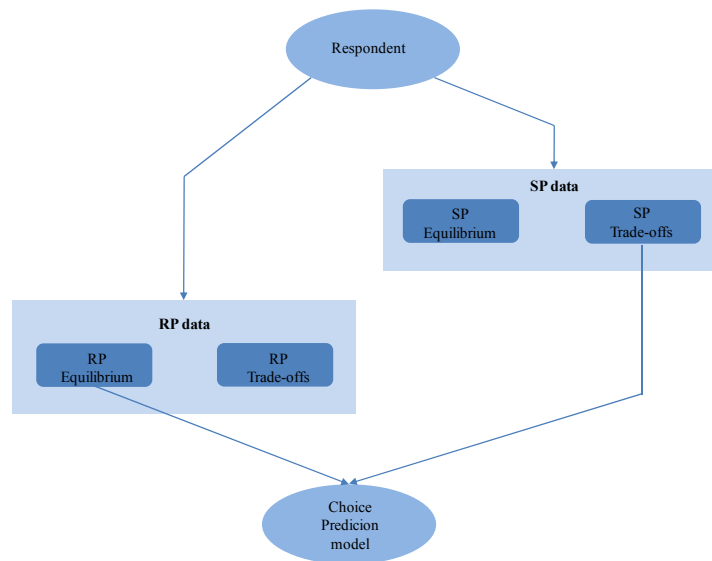 Respondent
SP data
SP
Equilibrium
SP
Trade-offs
RP data
RP
Equilibrium
RP
Trade-offs
Choice
Predicion
model